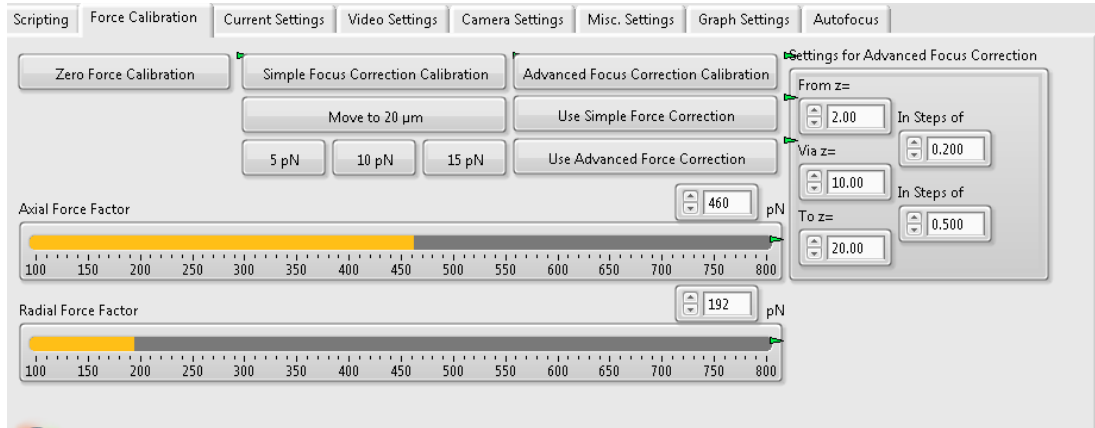 Scripting Force Calibration Current Settings Video Settings Camera Settings Misc. Settings Graph Settings Autofocus
Zero Force Calibration Simple Focus Correction Calibration Advanced Focus Correction Calibration
Move to 20 µm Use Simple Force Correction
5 pN 10 pN 15 pN Use Advanced Force Correction
Settings for Advanced Focus Correction
From z=
2.00 In Steps of
0.200
Via z=
10.00 In Steps of
0.500
To z=
20.00
Axial Force Factor 460 pN
100 150 200 250 300 350 400 450 500 550 600 650 700 750 800
Radial Force Factor 192 pN
100 150 200 250 300 350 400 450 500 550 600 650 700 750 800